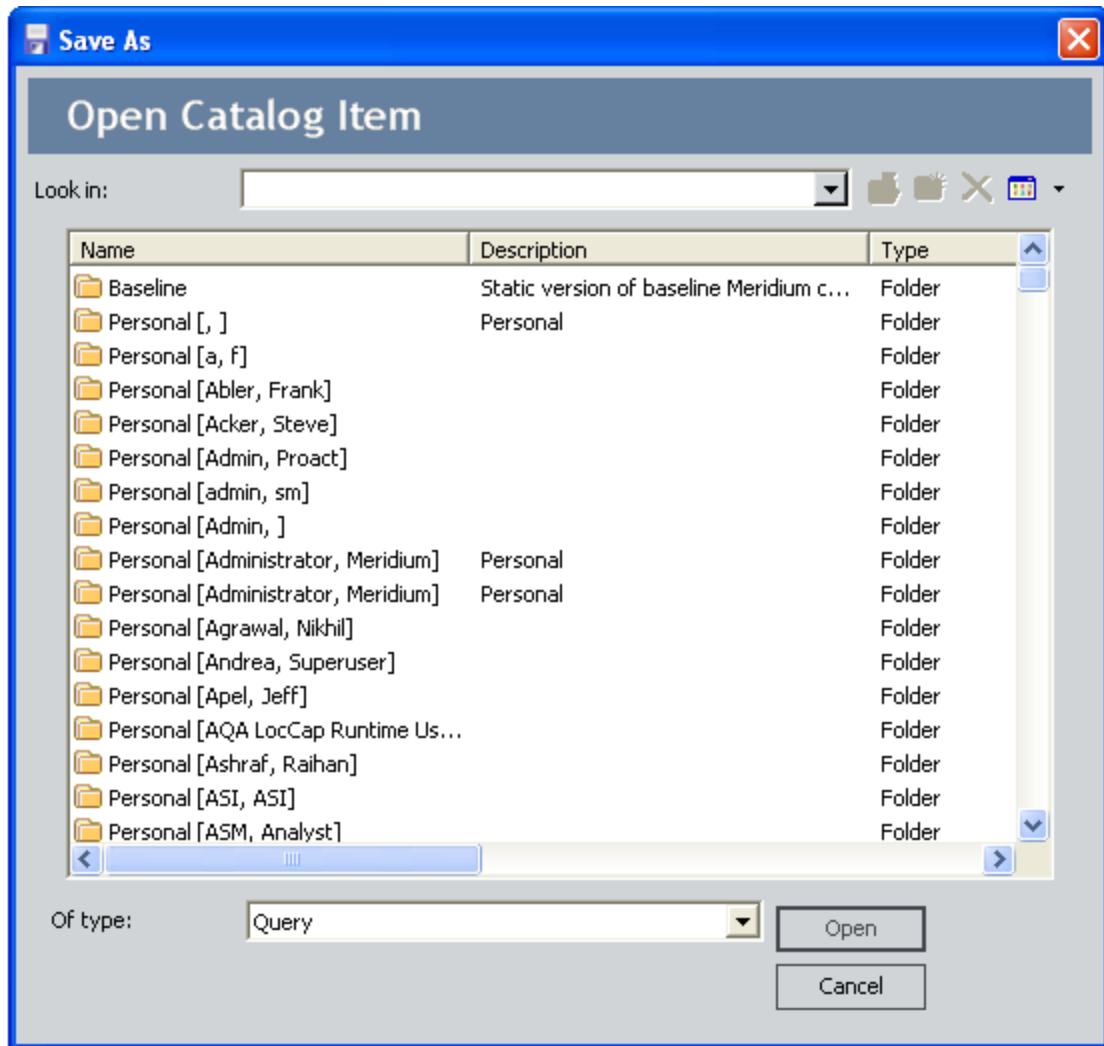 Save As
Open Catalog Item
Look in:
Name Description Type
Baseline Static version of baseline Meridium c... Folder
Personal [, ] Personal Folder
Personal [a, f] Folder
Personal [Abler, Frank] Folder
Personal [Acker, Steve] Folder
Personal [Admin, Proact] Folder
Personal [admin, sm] Folder
Personal [Admin, ] Folder
Personal [Administrator, Meridium] Personal Folder
Personal [Administrator, Meridium] Personal Folder
Personal [Agrawal, Nikhil] Folder
Personal [Andrea, Superuser] Folder
Personal [Apel, Jeff] Folder
Personal [AQA LocCap Runtime Us... Folder
Personal [Ashraf, Raihan] Folder
Personal [ASI, ASI] Folder
Personal [ASM, Analyst] Folder
Of type: Query Open
Cancel